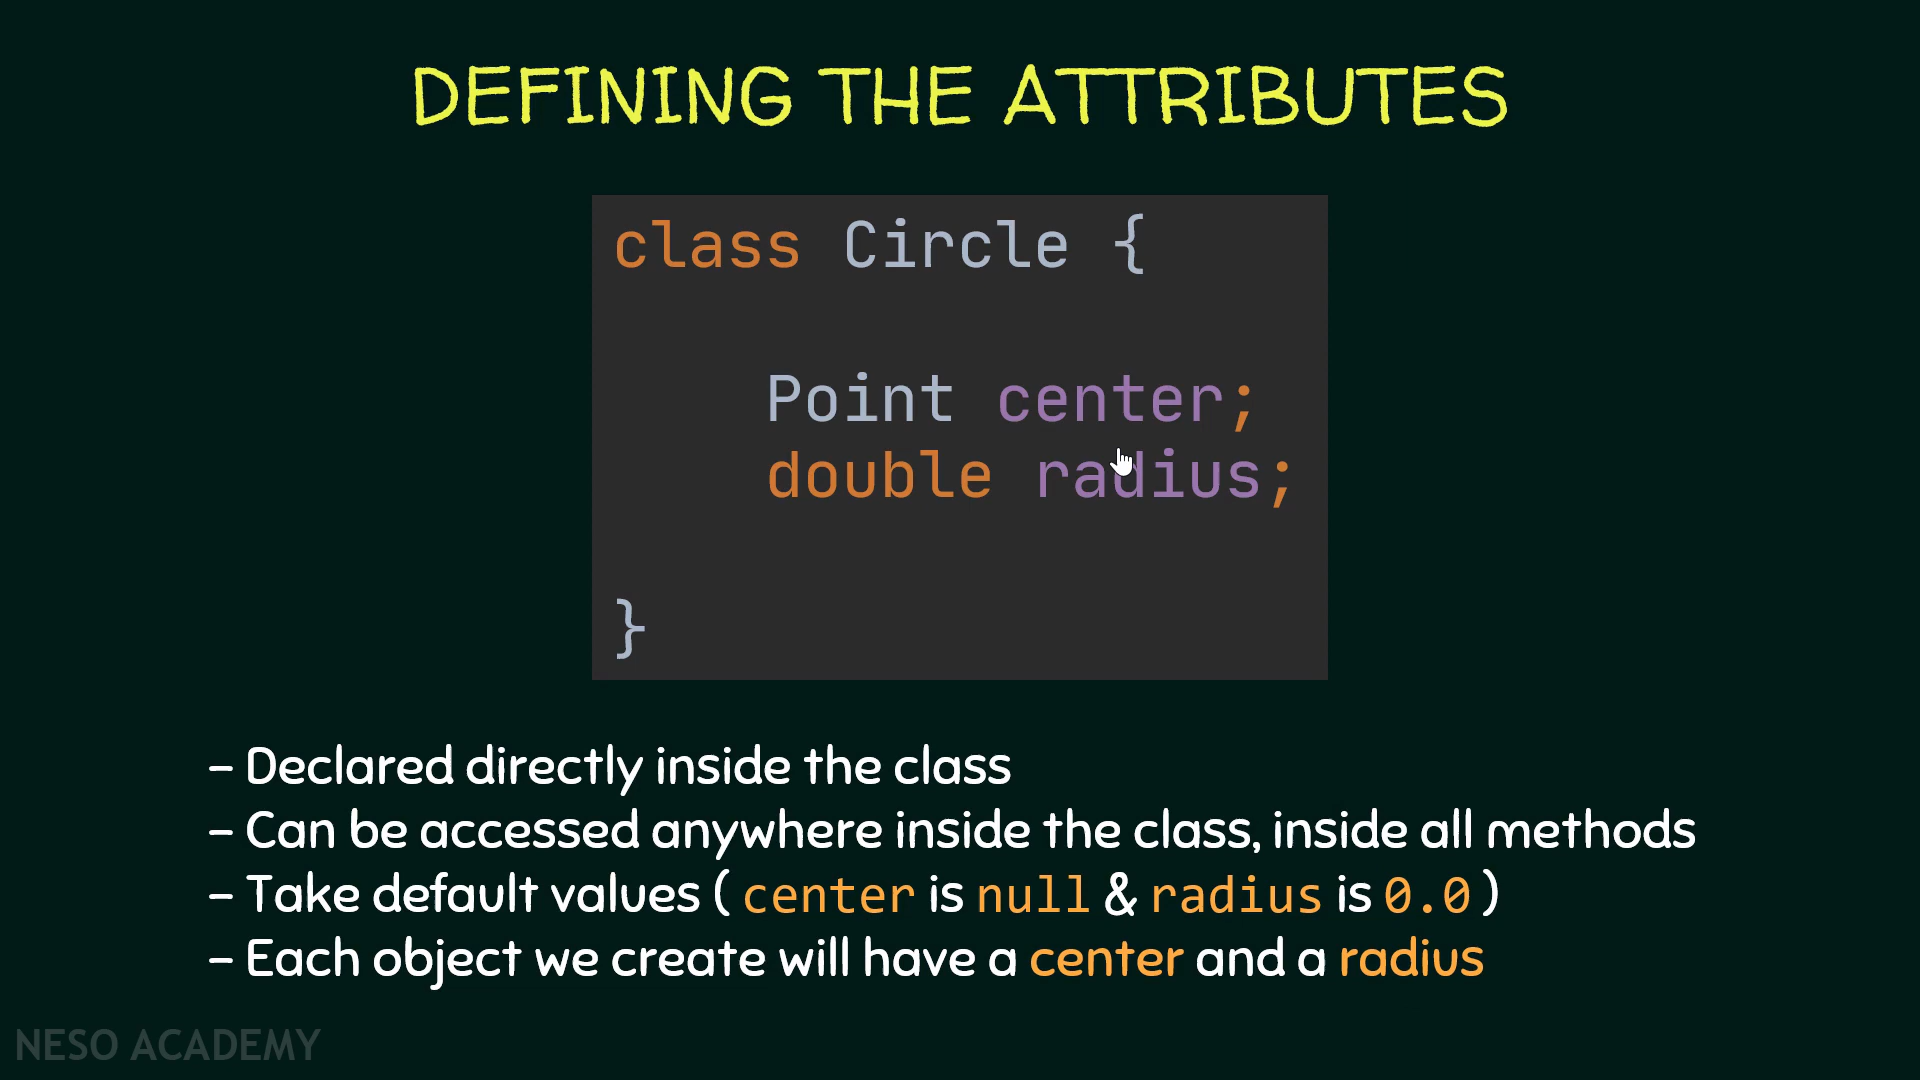 DEFINING THE ATTRIBUTES
class Circle {
Point center;
double radius;
}
– Declared directly inside the class
– Can be accessed anywhere inside the class, inside all methods
– Take default values ( center is null & radius is 0.0 )
– Each object we create will have a center and a radius
NESO ACADEMY